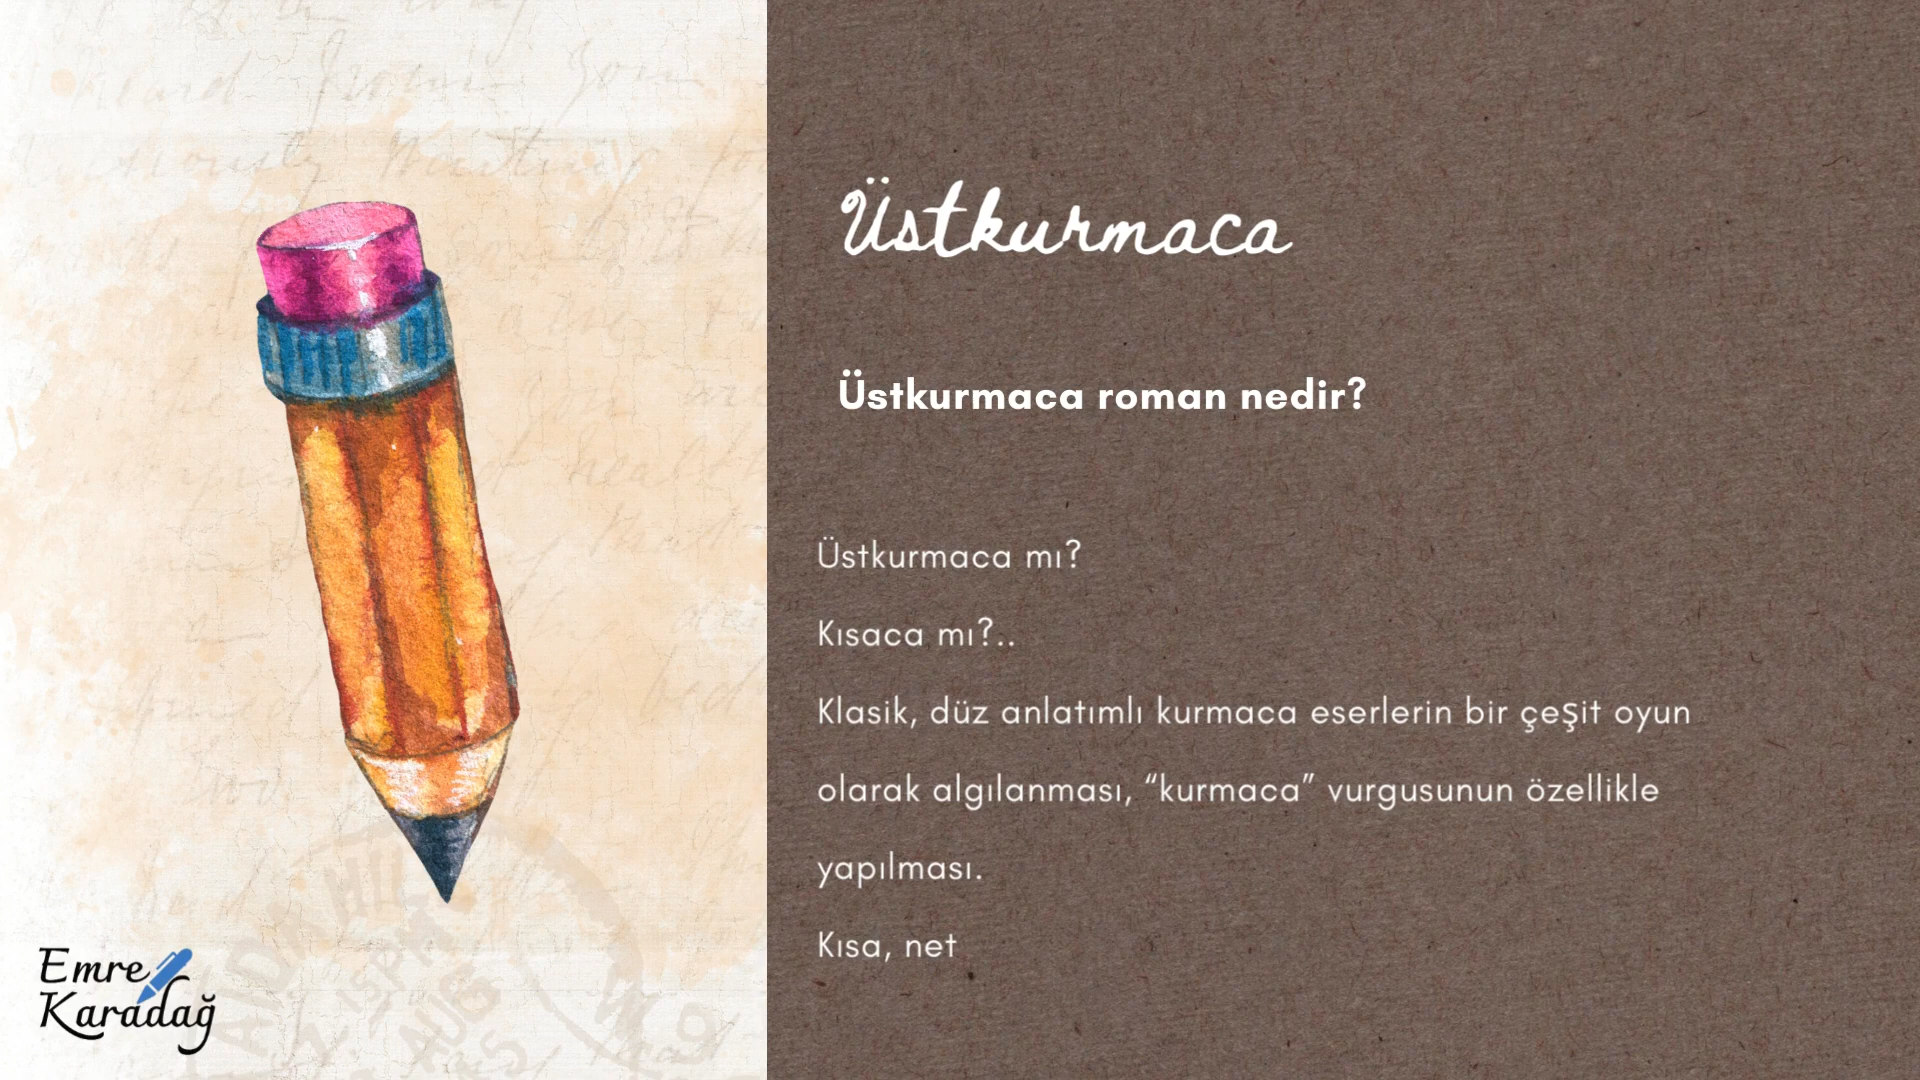 Üstkurmaca
Üstkurmaca roman nedir?
Üstkurmaca mı?
Kısaca mı?..
Klasik, düz anlatımlı kurmaca eserlerin bir çeşit oyun
olarak algılanması, “kurmaca” vurgusunun özellikle
yapılması.
Kısa, net
Emre
Karadağ